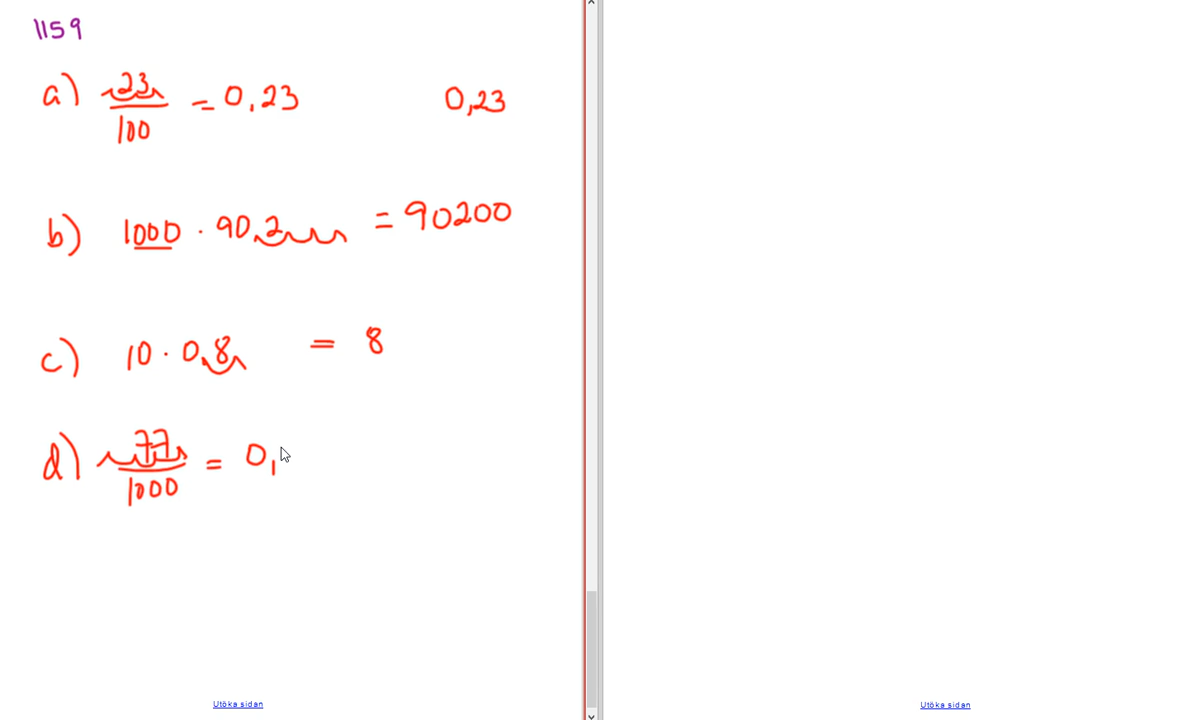 1159
a) 23/100 = 0,23 0,23
b) 1000 · 90,2 = 90200
c) 10 · 0,8 = 8
d) 77/1000 = 0,
Utöka sidan Utöka sidan